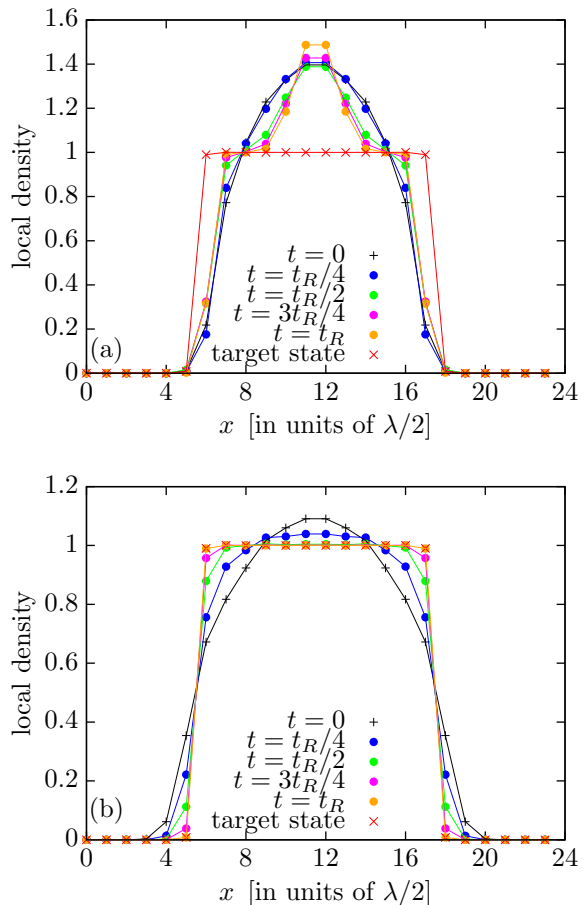 1.6
1.4
1.2
1
0.8
0.6
0.4
0.2
0
local density
t = 0
t = t_R/4
t = t_R/2
t = 3t_R/4
t = t_R
target state
(a)
0 4 8 12 16 20 24
x [in units of λ/2]
1.2
1
0.8
0.6
0.4
0.2
0
local density
t = 0
t = t_R/4
t = t_R/2
t = 3t_R/4
t = t_R
target state
(b)
0 4 8 12 16 20 24
x [in units of λ/2]